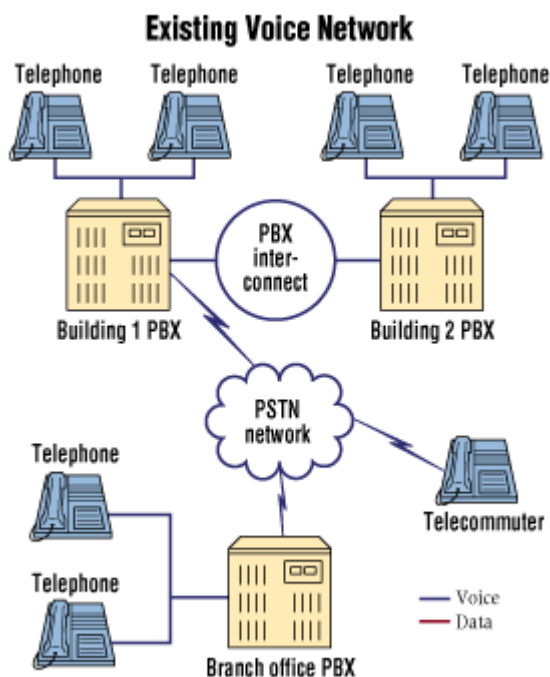 Existing Voice Network
Telephone
Telephone
Telephone
Telephone
PBX
inter-
connect
Building 1 PBX
Building 2 PBX
PSTN
network
Telephone
Telecommuter
Telephone
Voice
Data
Branch office PBX